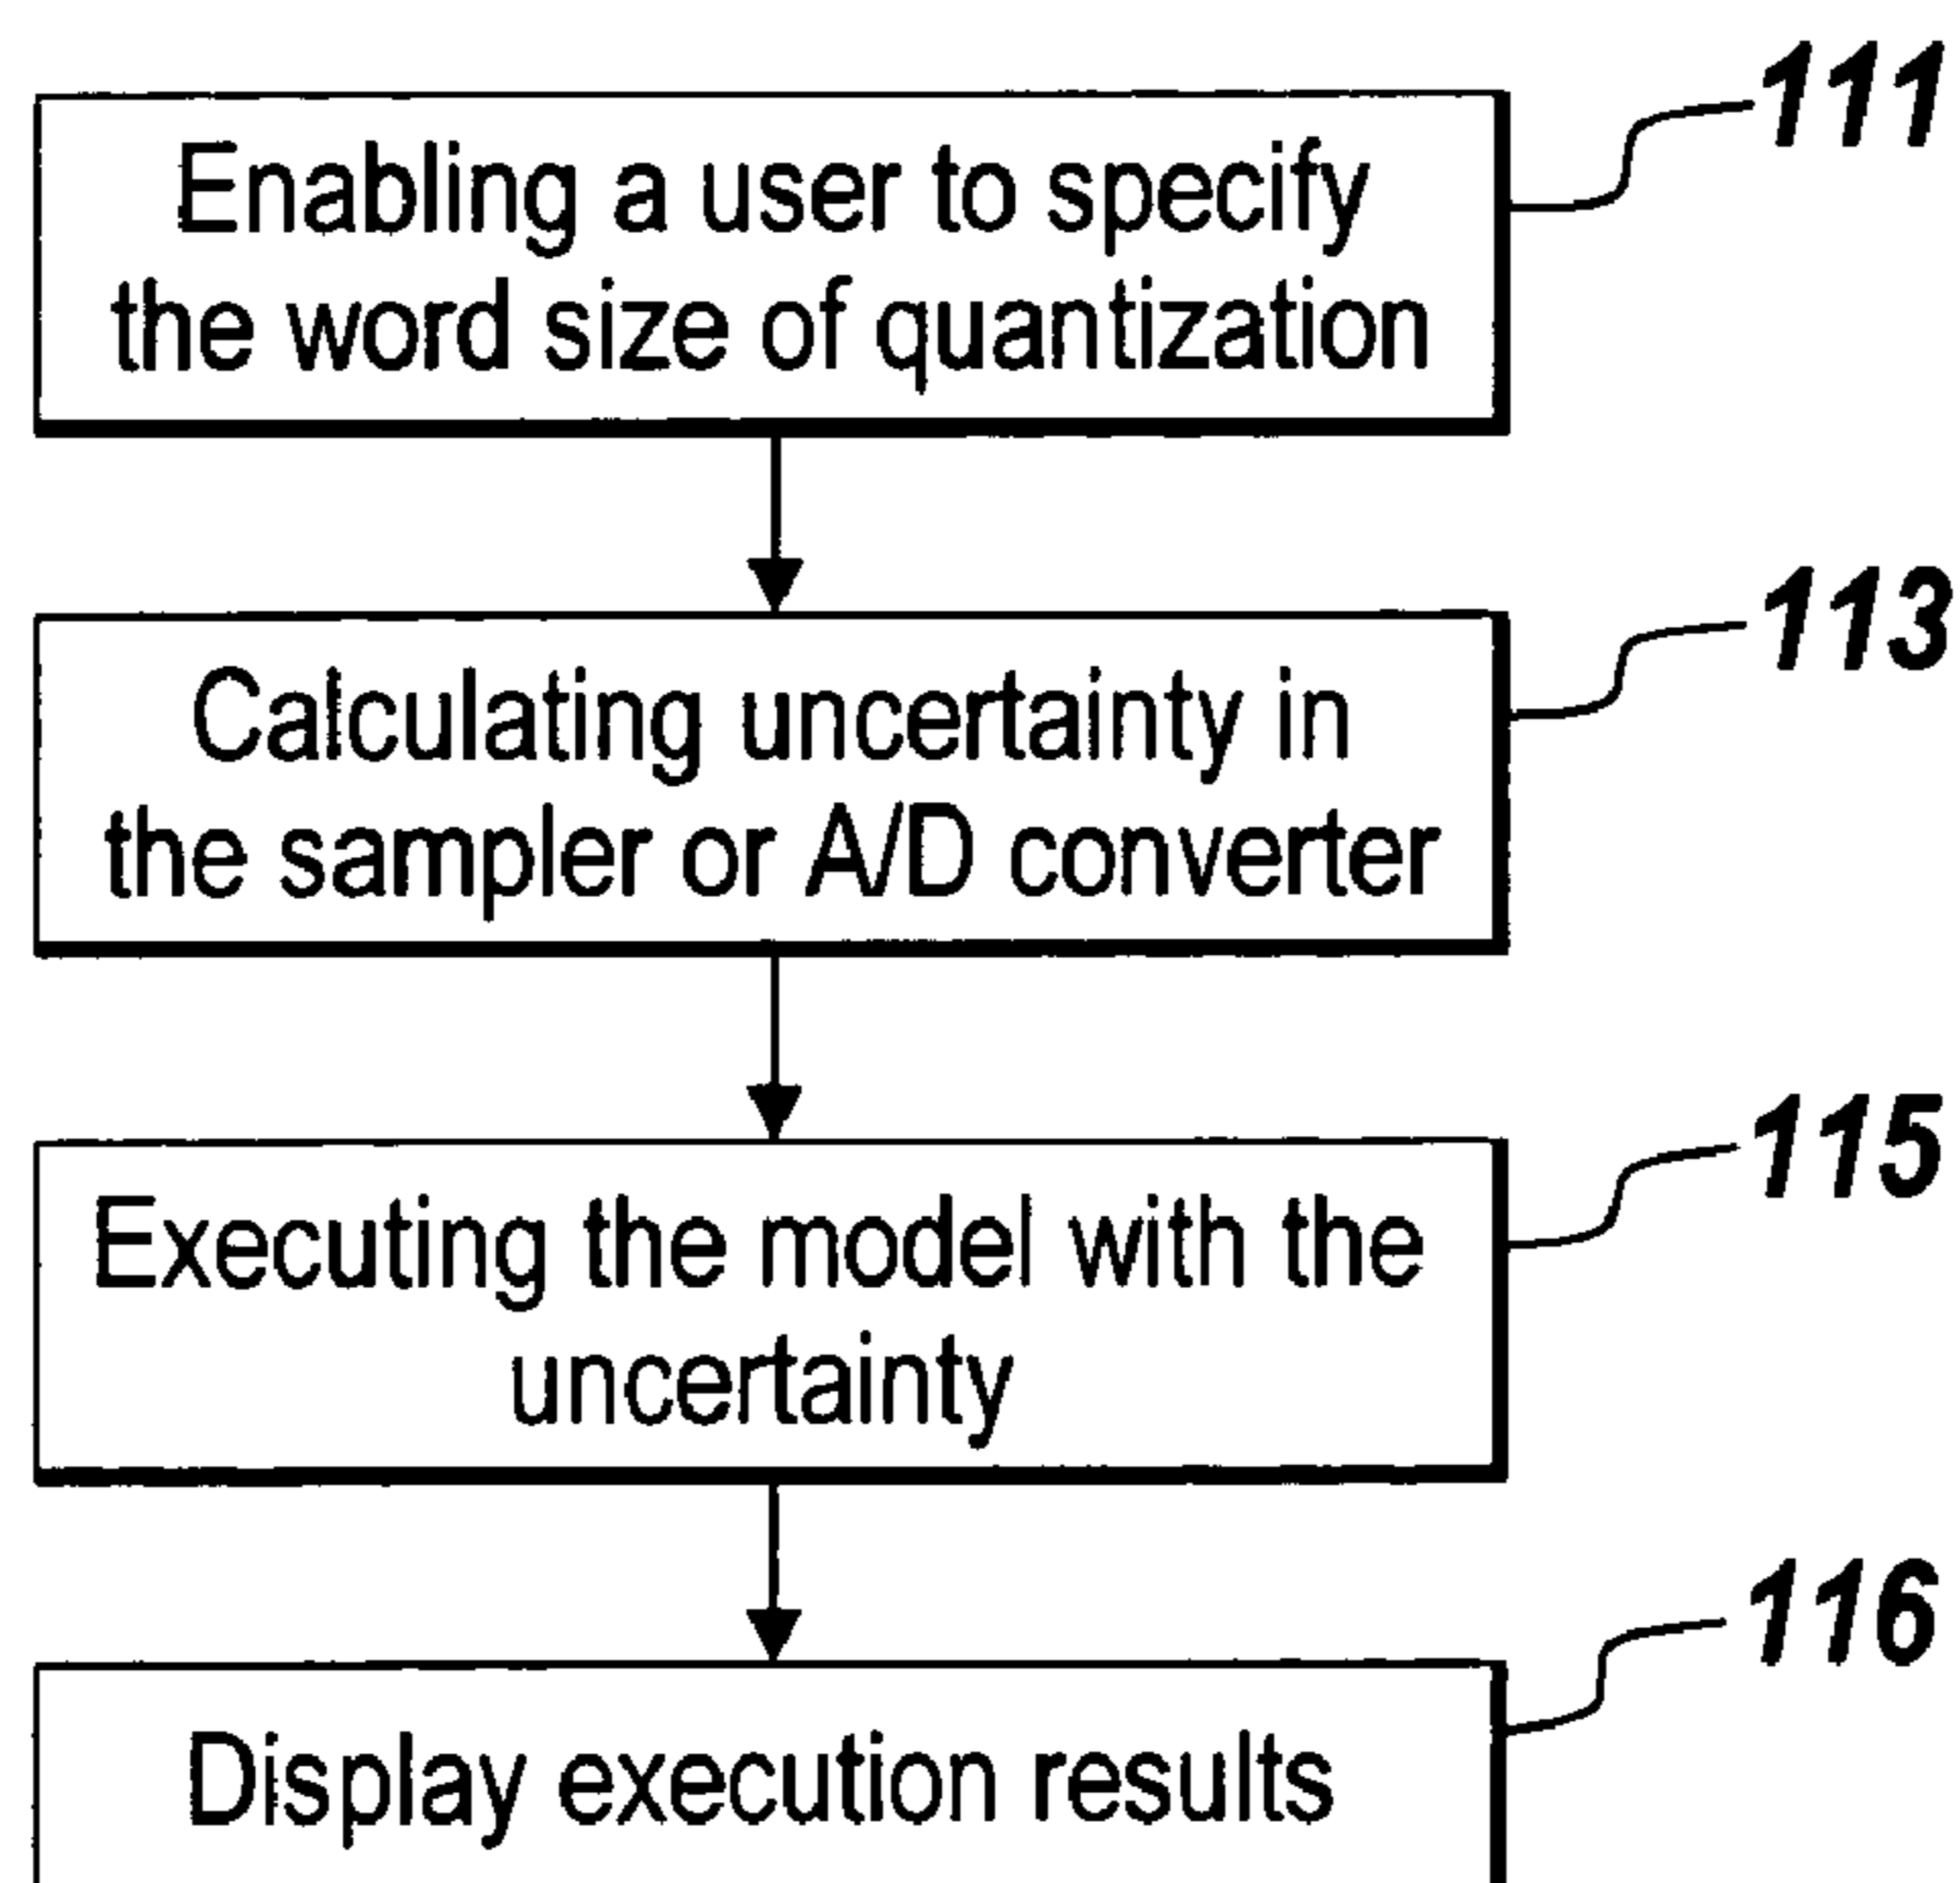 111
Enabling a user to specify
the word size of quantization
113
Calculating uncertainty in
the sampler or A/D converter
115
Executing the model with the
uncertainty
116
Display execution results